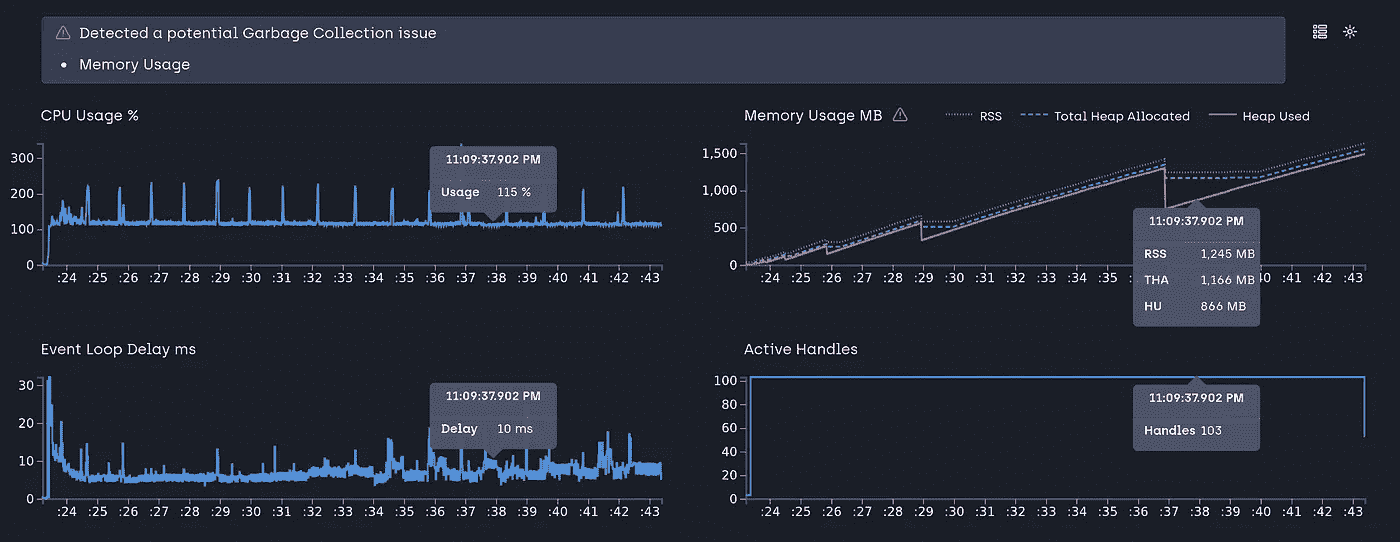 Detected a potential Garbage Collection issue
• Memory Usage
CPU Usage %
300
200
100
0
:24 :25 :26 :27 :28 :29 :30 :31 :32 :33 :34 :35 :36 :37 :38 :39 :40 :41 :42 :43
11:09:37.902 PM
Usage 115 %
Memory Usage MB
RSS Total Heap Allocated Heap Used
1,500
1,000
500
0
:24 :25 :26 :27 :28 :29 :30 :31 :32 :33 :34 :35 :36 :37 40 :41 :42 :43
11:09:37.902 PM
RSS 1,245 MB
THA 1,166 MB
HU 866 MB
Event Loop Delay ms
30
20
10
0
:24 :25 :26 :27 :28 :29 :30 :31 :32 :33 :34 :35 :36 :37 :38 :39 :40 :41 :42 :43
11:09:37.902 PM
Delay 10 ms
Active Handles
100
80
60
40
20
0
:24 :25 :26 :27 :28 :29 :30 :31 :32 :33 :34 :35 :36 :37 :38 :39 :40 :41 :42 :43
11:09:37.902 PM
Handles 103